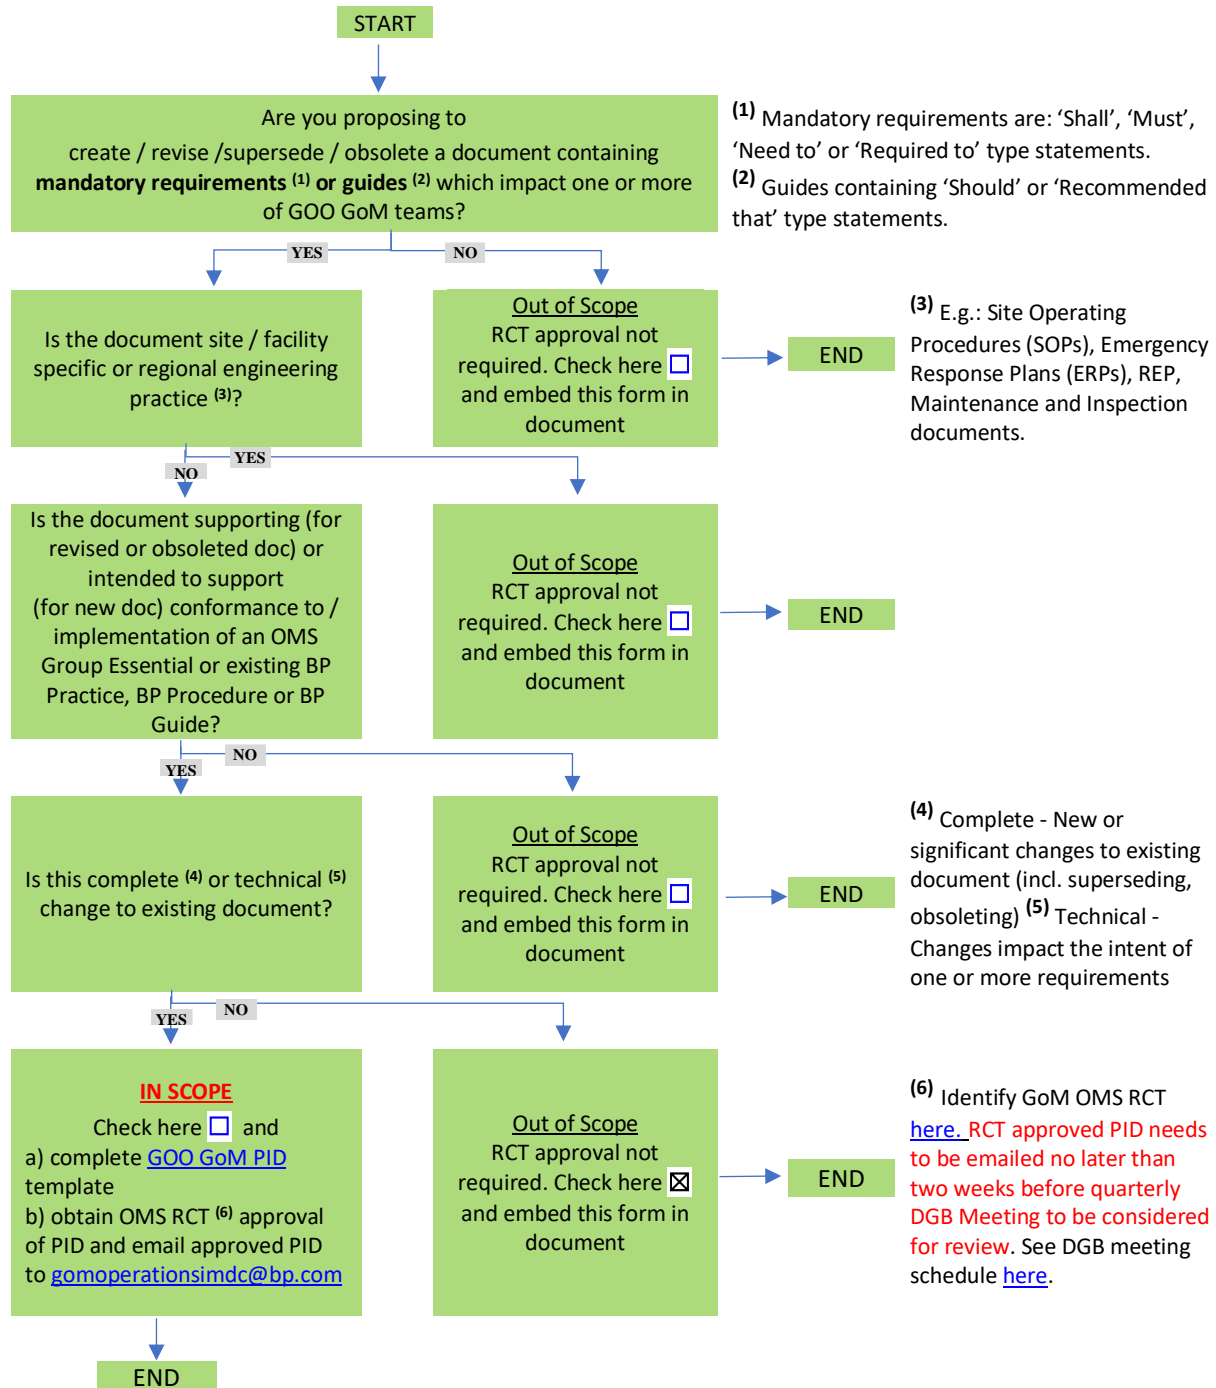 START
Are you proposing to
create / revise /supersede / obsolete a document containing
mandatory requirements (1) or guides (2) which impact one or more
of GOO GoM teams?
(1) Mandatory requirements are: ‘Shall’, ‘Must’,
‘Need to’ or ‘Required to’ type statements.
(2) Guides containing ‘Should’ or ‘Recommended
that’ type statements.
YES
NO
Is the document site / facility
specific or regional engineering
practice (3)?
Out of Scope
RCT approval not
required. Check here ☐
and embed this form in
document
END
(3) E.g.: Site Operating
Procedures (SOPs), Emergency
Response Plans (ERPs), REP,
Maintenance and Inspection
documents.
YES
NO
Is the document supporting (for
revised or obsoleted doc) or
intended to support
(for new doc) conformance to /
implementation of an OMS
Group Essential or existing BP
Practice, BP Procedure or BP
Guide?
Out of Scope
RCT approval not
required. Check here ☐
and embed this form in
document
END
NO
YES
Is this complete (4) or technical (5)
change to existing document?
Out of Scope
RCT approval not
required. Check here ☐
and embed this form in
document
END
(4) Complete - New or
significant changes to existing
document (incl. superseding,
obsoleting) (5) Technical -
Changes impact the intent of
one or more requirements
NO
YES
IN SCOPE
Check here ☐ and
a) complete GOO GoM PID
template
b) obtain OMS RCT (6) approval
of PID and email approved PID
to gomoperationsimdc@bp.com
Out of Scope
RCT approval not
required. Check here ☒
and embed this form in
document
END
(6) Identify GoM OMS RCT
here. RCT approved PID needs
to be emailed no later than
two weeks before quarterly
DGB Meeting to be considered
for review. See DGB meeting
schedule here.
END